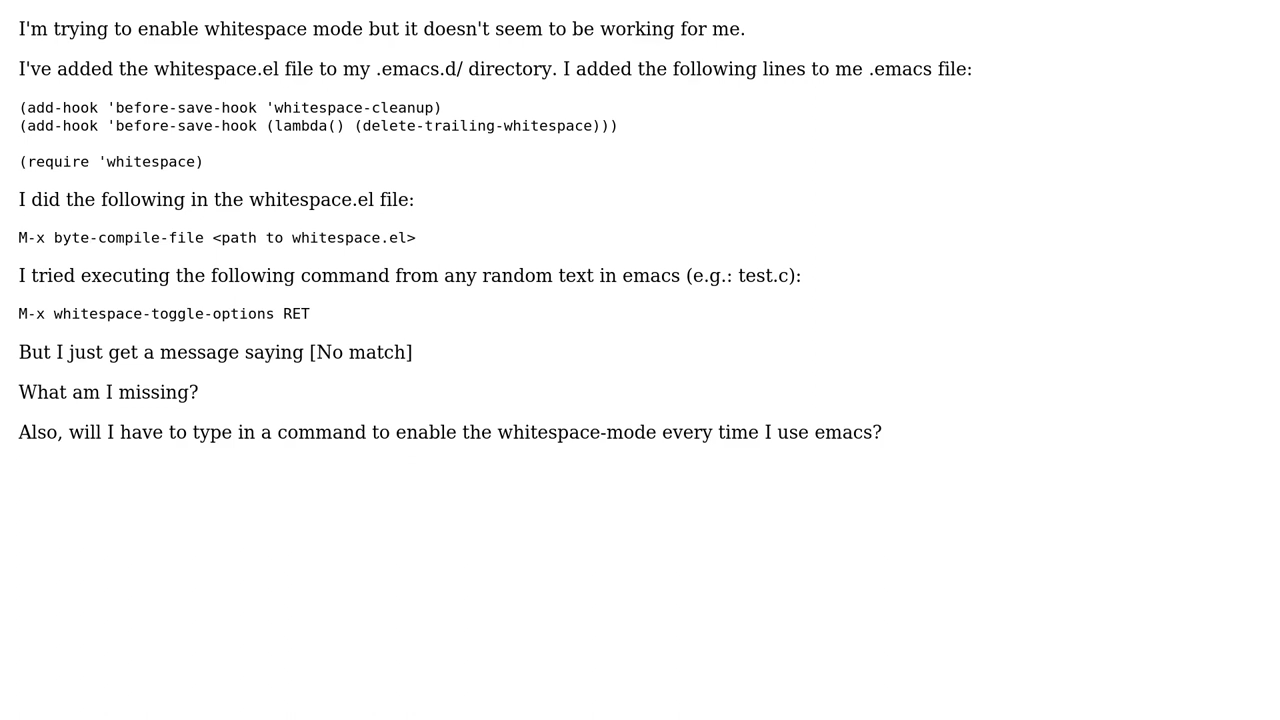 I'm trying to enable whitespace mode but it doesn't seem to be working for me.
I've added the whitespace.el file to my .emacs.d/ directory. I added the following lines to me .emacs file:
(add-hook 'before-save-hook 'whitespace-cleanup)
(add-hook 'before-save-hook (lambda() (delete-trailing-whitespace)))
(require 'whitespace)
I did the following in the whitespace.el file:
M-x byte-compile-file <path to whitespace.el>
I tried executing the following command from any random text in emacs (e.g.: test.c):
M-x whitespace-toggle-options RET
But I just get a message saying [No match]
What am I missing?
Also, will I have to type in a command to enable the whitespace-mode every time I use emacs?